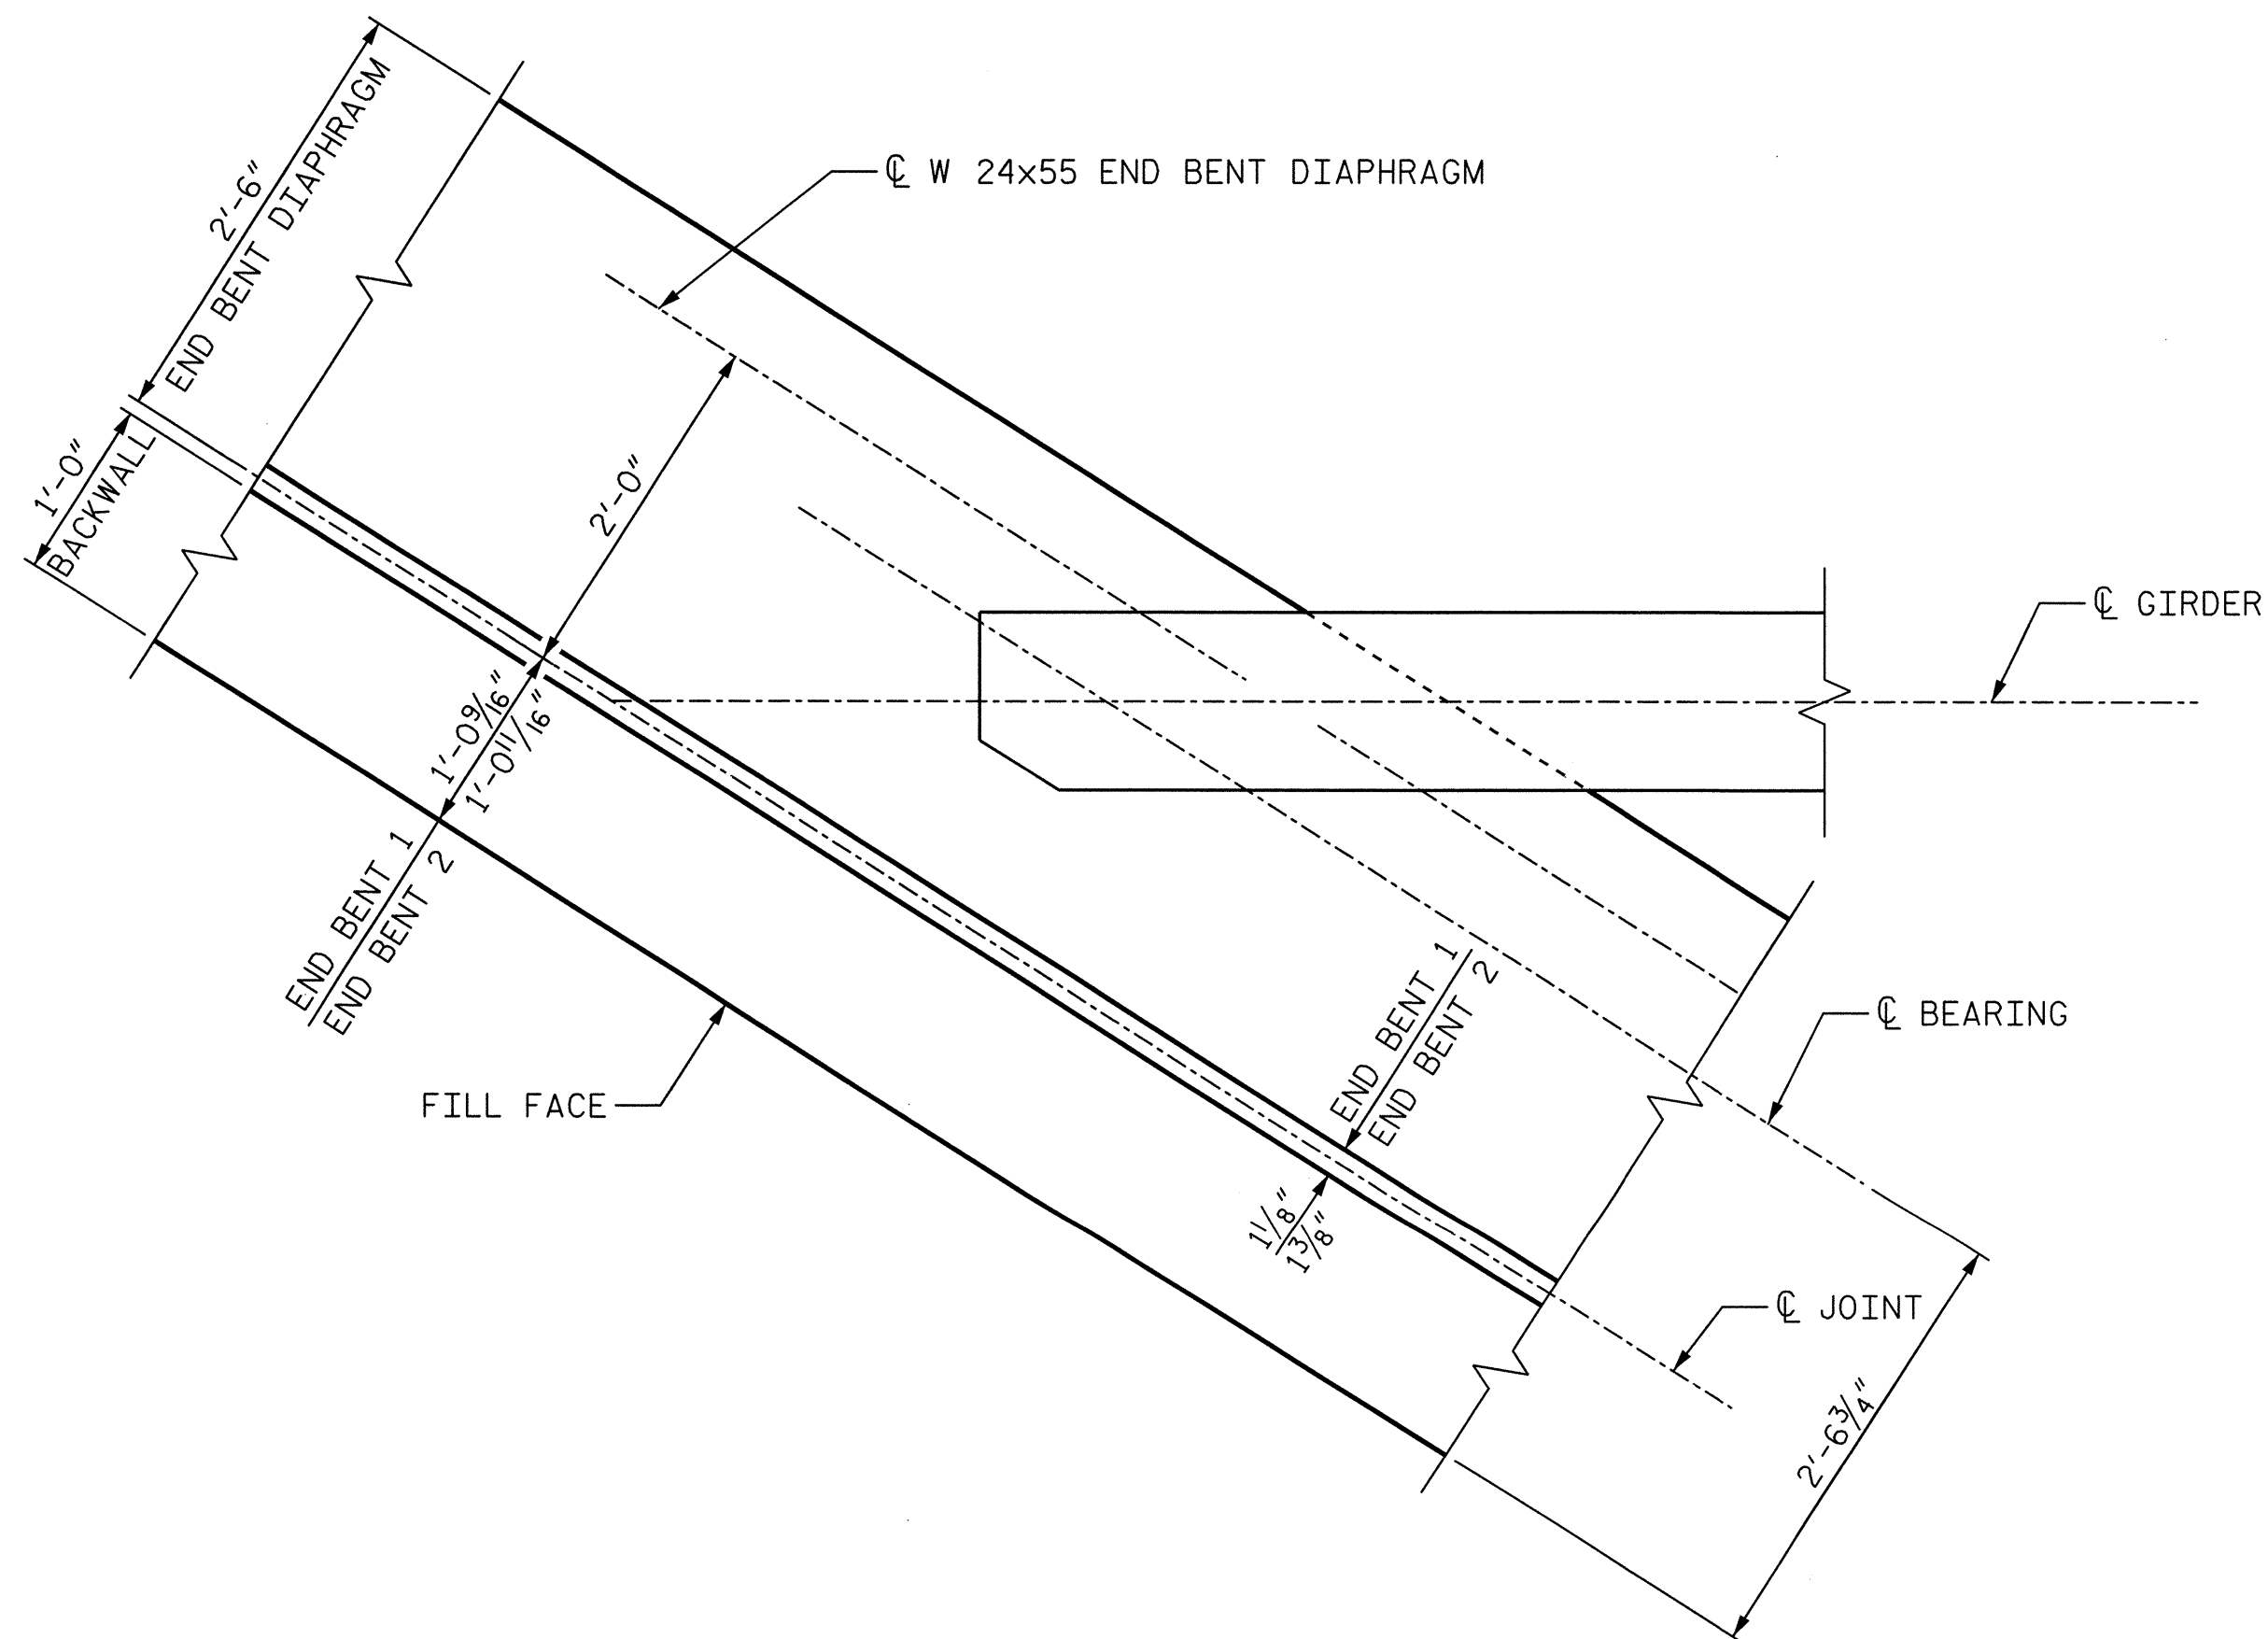 2'-6"
END BENT DIAPHRAGM
℄ W 24x55 END BENT DIAPHRAGM
1'-0"
BACKWALL
2'-0"
℄ GIRDER
1'-0 9/16"
1'-0 11/16"
END BENT 1
END BENT 2
END BENT 1
END BENT 2
℄ BEARING
FILL FACE
1 1/8"
1 3/8"
℄ JOINT
2'-6 3/4"